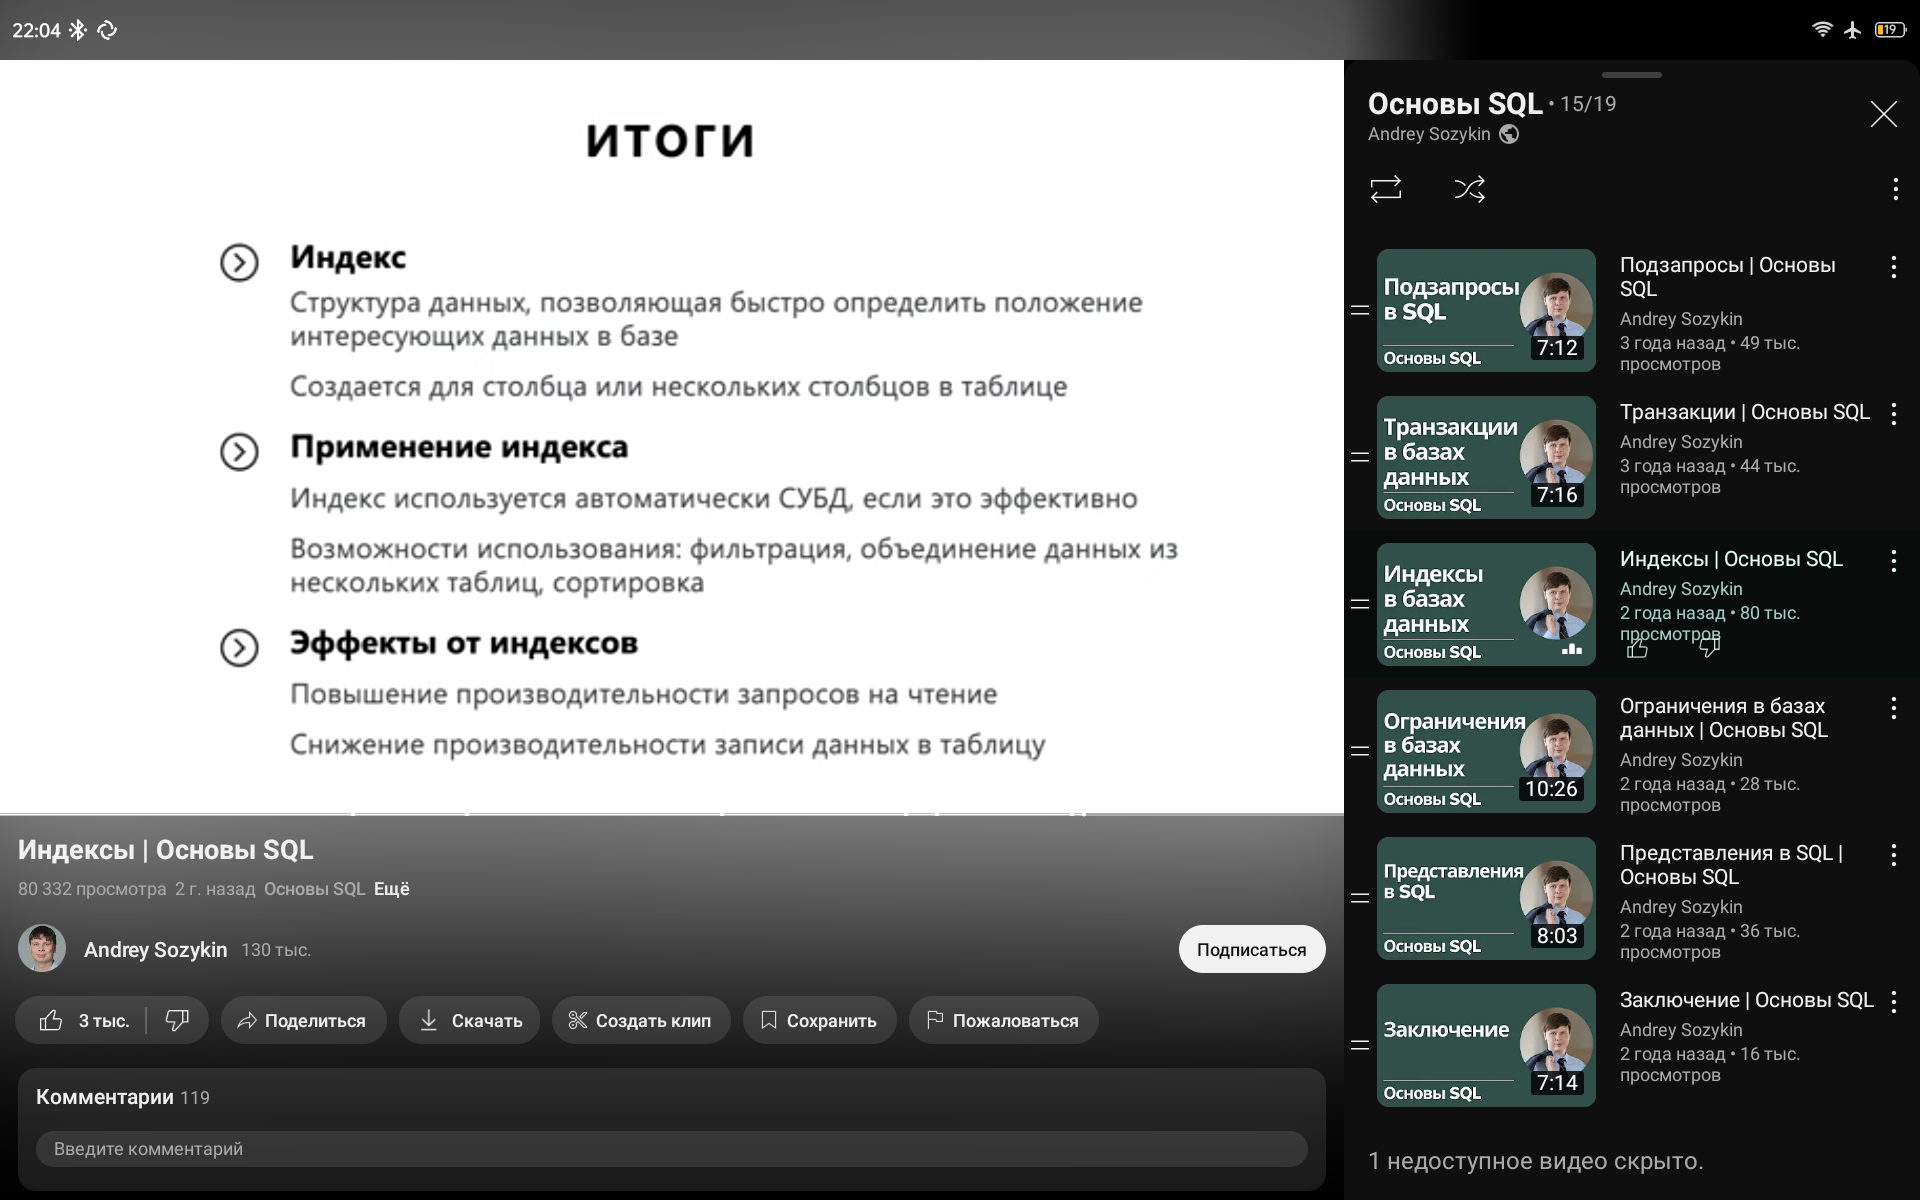 22:04
19
ИТОГИ
Индекс
Структура данных, позволяющая быстро определить положение
интересующих данных в базе
Создается для столбца или нескольких столбцов в таблице
Применение индекса
Индекс используется автоматически СУБД, если это эффективно
Возможности использования: фильтрация, объединение данных из
нескольких таблиц, сортировка
Эффекты от индексов
Повышение производительности запросов на чтение
Снижение производительности записи данных в таблицу
Индексы | Основы SQL
80 332 просмотра 2 г. назад Основы SQL Ещё
Andrey Sozykin 130 тыс.
Подписаться
3 тыс.
Поделиться
Скачать
Создать клип
Сохранить
Пожаловаться
Комментарии 119
Введите комментарий
Основы SQL • 15/19
Andrey Sozykin
Подзапросы
в SQL
7:12
Основы SQL
Подзапросы | Основы
SQL
Andrey Sozykin
3 года назад • 49 тыс.
просмотров
Транзакции
в базах
данных
7:16
Основы SQL
Транзакции | Основы SQL
Andrey Sozykin
3 года назад • 44 тыс.
просмотров
Индексы
в базах
данных
Основы SQL
Индексы | Основы SQL
Andrey Sozykin
2 года назад • 80 тыс.
просмотров
Ограничения
в базах
данных
10:26
Основы SQL
Ограничения в базах
данных | Основы SQL
Andrey Sozykin
2 года назад • 28 тыс.
просмотров
Представления
в SQL
8:03
Основы SQL
Представления в SQL |
Основы SQL
Andrey Sozykin
2 года назад • 36 тыс.
просмотров
Заключение
7:14
Основы SQL
Заключение | Основы SQL
Andrey Sozykin
2 года назад • 16 тыс.
просмотров
1 недоступное видео скрыто.